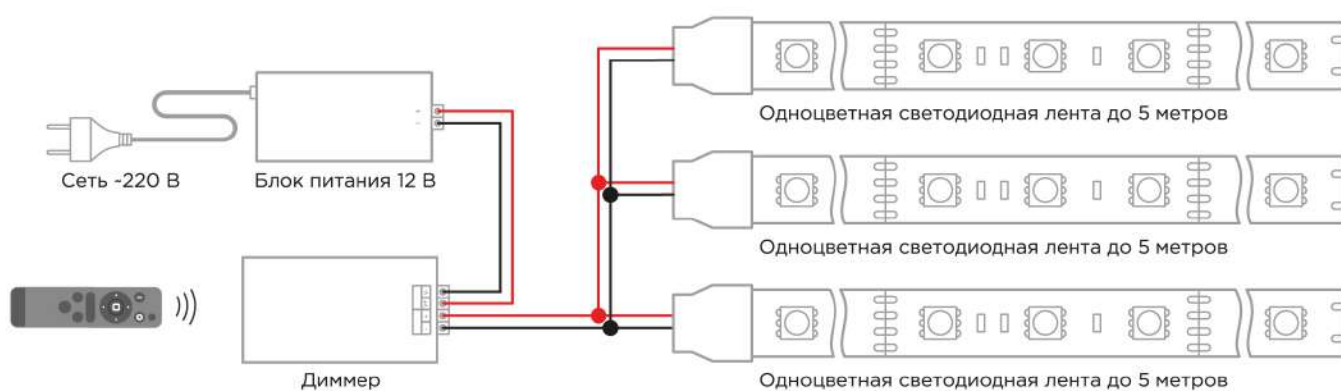 Одноцветная светодиодная лента до 5 метров
Сеть ~220 В
Блок питания 12 В
Одноцветная светодиодная лента до 5 метров
Диммер
Одноцветная светодиодная лента до 5 метров